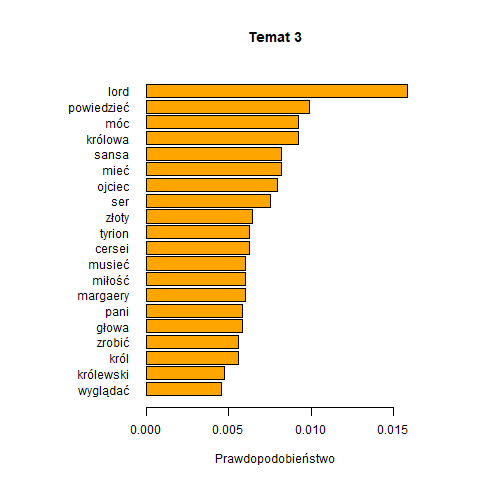 Temat 3
lord
powiedzieć
móc
królowa
sansa
mieć
ojciec
ser
złoty
tyrion
cersei
musieć
miłość
margaery
pani
głowa
zrobić
król
królewski
wyglądać
0.000 0.005 0.010 0.015
Prawdopodobieństwo